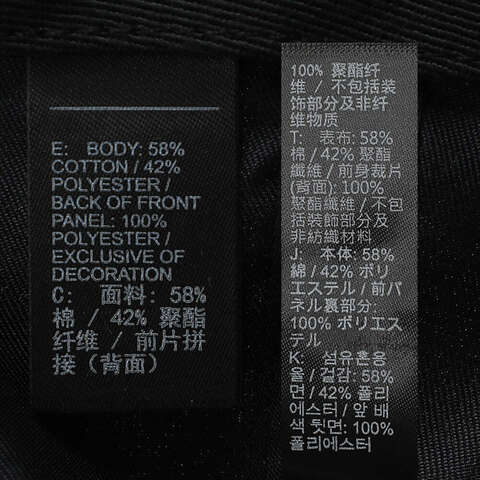 E: BODY: 58%
COTTON / 42%
POLYESTER /
BACK OF FRONT
PANEL: 100%
POLYESTER /
EXCLUSIVE OF
DECORATION
C: 面料: 58%
棉 / 42% 聚酯
纤维 / 前片拼
接 (背面)
100% 聚酯纤
维 / 不包括装
饰部分及非纤
维物质
T: 表布: 58%
棉 / 42% 聚酯
纖維 / 前身裁片
(背面): 100%
聚酯纖維 / 不包
括裝飾部分及
非紡織材料
J: 本体: 58%
綿 / 42% ポリ
エステル / 前パ
ネル裏部分:
100% ポリエス
テル
K: 섬유혼용
율 / 겉감: 58%
면 / 42% 폴리
에스터 / 앞 배
색 뒷면: 100%
폴리에스터